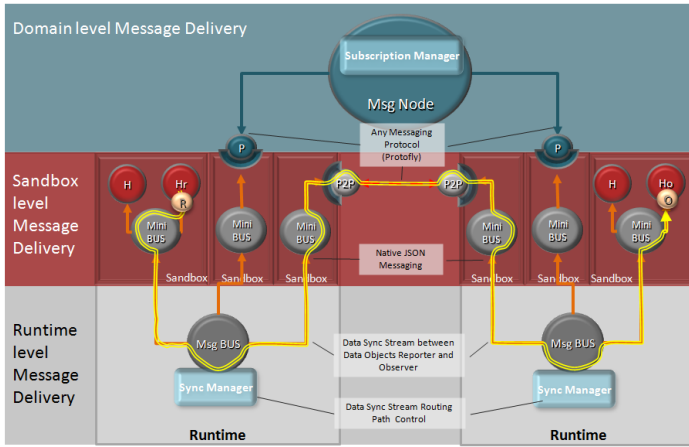 Domain level Message Delivery
Subscription Manager
Msg Node
P
P
Any Messaging
Protocol
(Protofly)
Sandbox
level
Message
Delivery
H
Hr
R
P2P
P2P
H
Ho
O
Mini
BUS
Mini
BUS
Mini
BUS
Mini
BUS
Mini
BUS
Mini
BUS
Native JSON
Messaging
Sandbox
Sandbox
Sandbox
Sandbox
Sandbox
Sandbox
Runtime
level
Message
Delivery
Msg BUS
Data Sync Stream between
Data Objects Reporter and
Observer
Msg BUS
Sync Manager
Data Sync Stream Routing
Path Control
Sync Manager
Runtime
Runtime